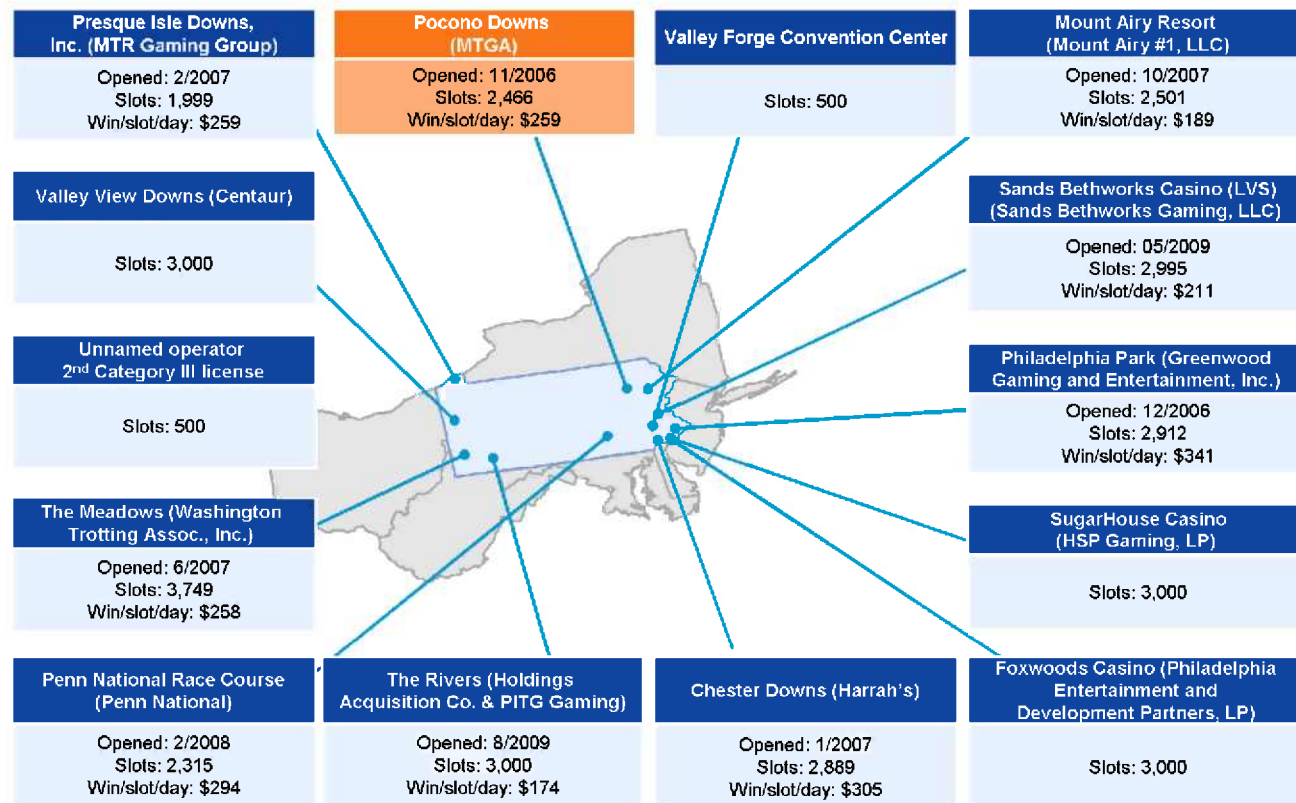 Presque Isle Downs,
Inc. (MTR Gaming Group)
Opened: 2/2007
Slots: 1,999
Win/slot/day: $259
Pocono Downs
(MTGA)
Opened: 11/2006
Slots: 2,466
Win/slot/day: $259
Valley Forge Convention Center
Slots: 500
Mount Airy Resort
(Mount Airy #1, LLC)
Opened: 10/2007
Slots: 2,501
Win/slot/day: $189
Valley View Downs (Centaur)
Slots: 3,000
Sands Bethworks Casino (LVS)
(Sands Bethworks Gaming, LLC)
Opened: 05/2009
Slots: 2,995
Win/slot/day: $211
Unnamed operator
2nd Category III license
Slots: 500
Philadelphia Park (Greenwood
Gaming and Entertainment, Inc.)
Opened: 12/2006
Slots: 2,912
Win/slot/day: $341
The Meadows (Washington
Trotting Assoc., Inc.)
Opened: 6/2007
Slots: 3,749
Win/slot/day: $258
SugarHouse Casino
(HSP Gaming, LP)
Slots: 3,000
Penn National Race Course
(Penn National)
Opened: 2/2008
Slots: 2,315
Win/slot/day: $294
The Rivers (Holdings
Acquisition Co. & PITG Gaming)
Opened: 8/2009
Slots: 3,000
Win/slot/day: $174
Chester Downs (Harrah's)
Opened: 1/2007
Slots: 2,889
Win/slot/day: $305
Foxwoods Casino (Philadelphia
Entertainment and
Development Partners, LP)
Slots: 3,000